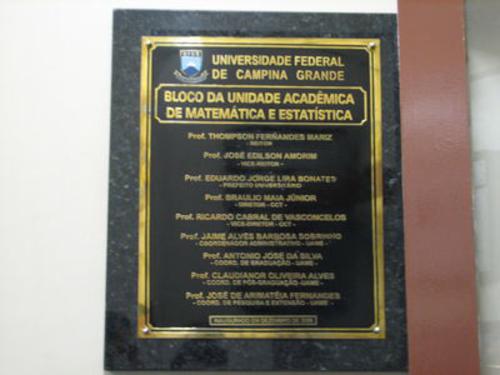 UNIVERSIDADE FEDERAL
DE CAMPINA GRANDE
BLOCO DA UNIDADE ACADÊMICA
DE MATEMÁTICA E ESTATÍSTICA
Prof. THOMPSON FERNANDES MARIZ
- REITOR -
Prof. JOSÉ EDILSON AMORIM
- VICE-REITOR -
Prof. EDUARDO JORGE LIRA BONATES
- PREFEITO UNIVERSITÁRIO -
Prof. BRAULIO MAIA JÚNIOR
- DIRETOR - CCT -
Prof. RICARDO CABRAL DE VASCONCELOS
- VICE-DIRETOR - CCT -
Prof. JAIME ALVES BARBOSA SOBRINHO
- COORDENADOR ADMINISTRATIVO - UAME -
Prof. ANTONIO JOSÉ DA SILVA
- COORD. DE GRADUAÇÃO - UAME -
Prof. CLAUDIANOR OLIVEIRA ALVES
- COORD. DE PÓS-GRADUAÇÃO - UAME -
Prof. JOSÉ DE ARIMATÉIA FERNANDES
- COORD. DE PESQUISA E EXTENSÃO - UAME -
INAUGURADO EM DEZEMBRO DE